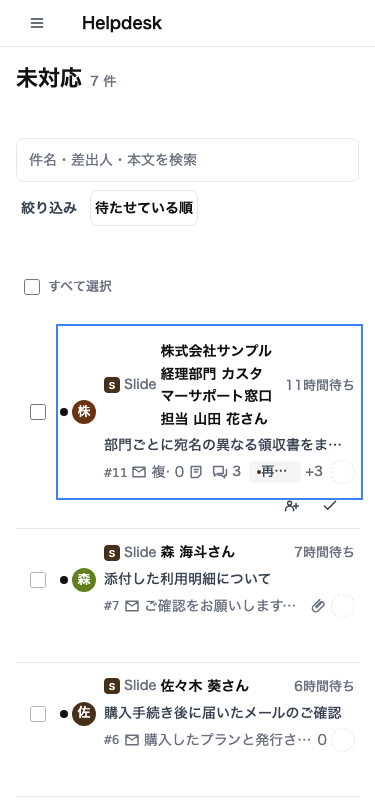 Helpdesk
未対応 7 件
件名・差出人・本文を検索
絞り込み 待たせている順
すべて選択
株式会社サンプル
経理部門 カスタ
S Slide マーサポート窓口 11時間待ち
担当 山田 花さん
株
部門ごとに宛名の異なる領収書をま…
#11 複· 0 3 •再… +3
S Slide 森 海斗さん 7時間待ち
森 添付した利用明細について
#7 ご確認をお願いします…
S Slide 佐々木 葵さん 6時間待ち
佐 購入手続き後に届いたメールのご確認
#6 購入したプランと発行さ… 0